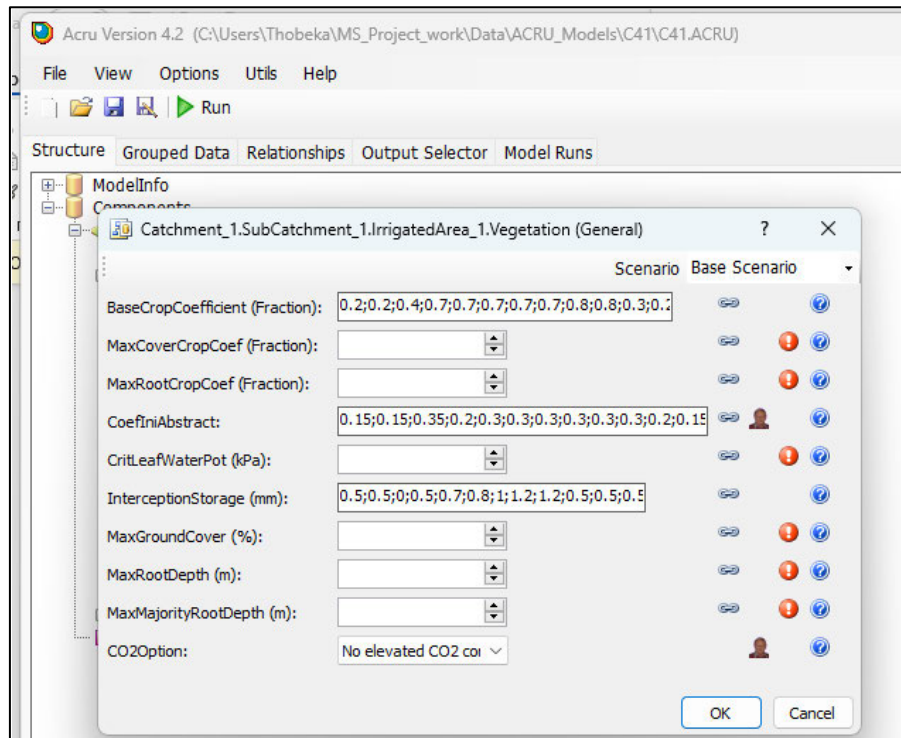 Acru Version 4.2 (C:\Users\Thobeka\MS_Project_work\Data\ACRU_Models\C41\C41.ACRU)
File View Options Utils Help
Run
Structure Grouped Data Relationships Output Selector Model Runs
ModelInfo
Components
Catchment_1.SubCatchment_1.IrrigatedArea_1.Vegetation (General) ?
Scenario Base Scenario
BaseCropCoefficient (Fraction): 0.2;0.2;0.4;0.7;0.7;0.7;0.7;0.7;0.8;0.8;0.3;0.2
MaxCoverCropCoef (Fraction):
MaxRootCropCoef (Fraction):
CoefIniAbstract: 0.15;0.15;0.35;0.2;0.3;0.3;0.3;0.3;0.3;0.3;0.2;0.15
CritLeafWaterPot (kPa):
InterceptionStorage (mm): 0.5;0.5;0;0.5;0.7;0.8;1;1.2;1.2;0.5;0.5;0.5
MaxGroundCover (%):
MaxRootDepth (m):
MaxMajorityRootDepth (m):
CO2Option: No elevated CO2 co
OK Cancel